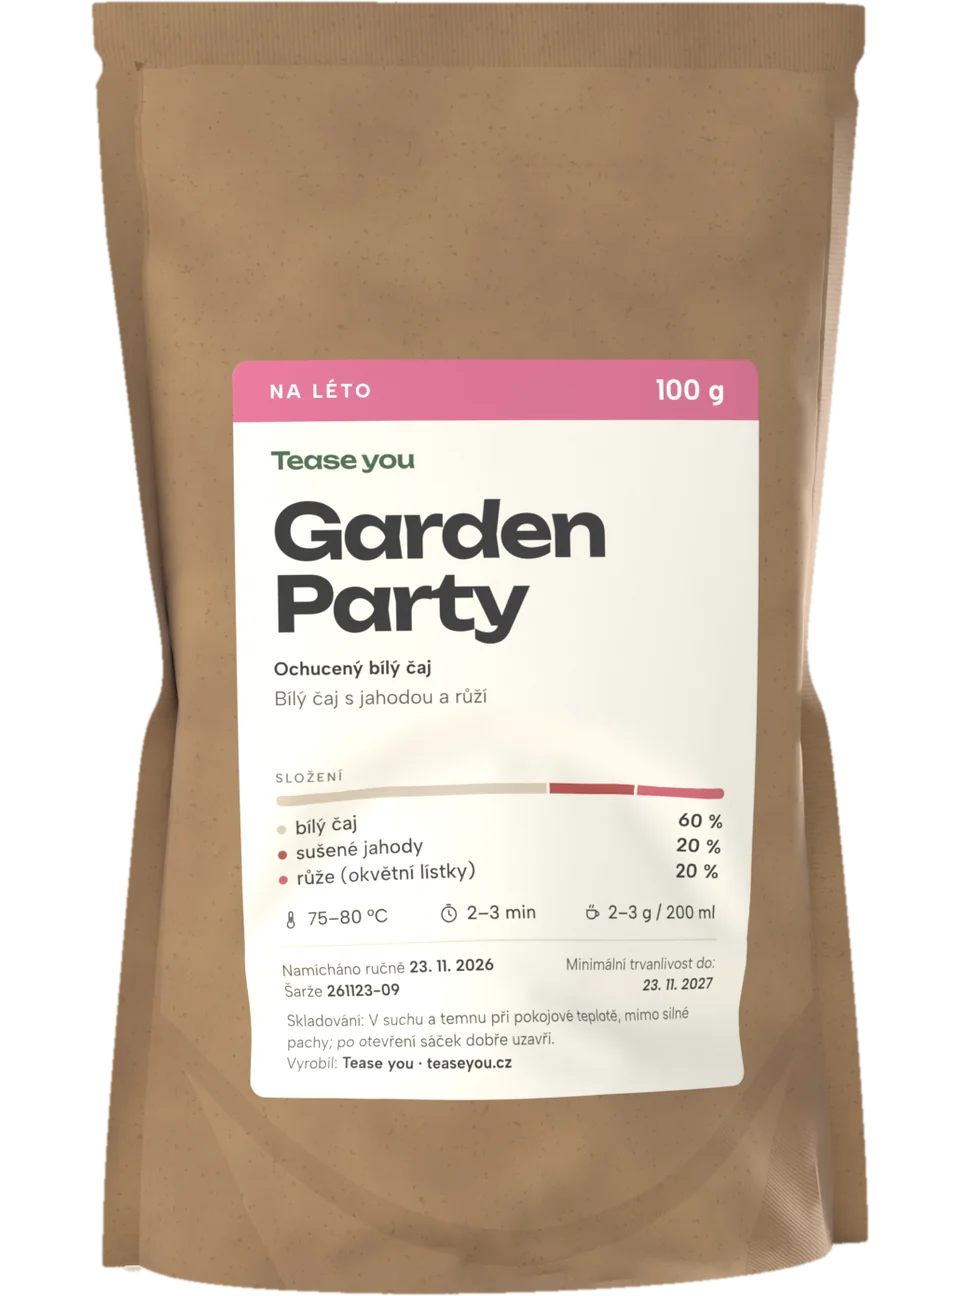 NA LÉTO 100 g
Tease you
Garden
Party
Ochucený bílý čaj
Bílý čaj s jahodou a růží
SLOŽENÍ
bílý čaj 60 %
sušené jahody 20 %
růže (okvětní lístky) 20 %
75–80 °C 2–3 min 2–3 g / 200 ml
Namícháno ručně 23. 11. 2026 Minimální trvanlivost do:
Šarže 261123-09 23. 11. 2027
Skladování: V suchu a temnu při pokojové teplotě, mimo silné
pachy; po otevření sáček dobře uzavři.
Vyrobil: Tease you · teaseyou.cz